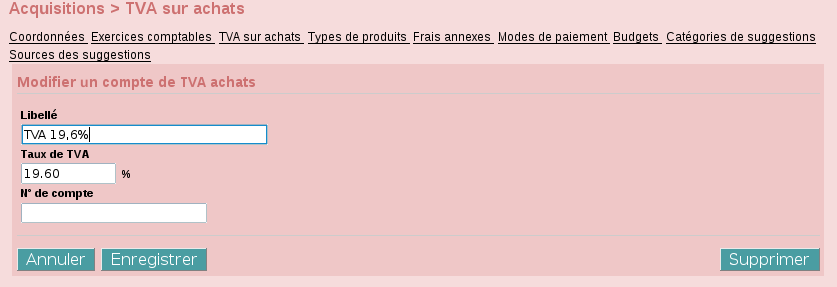 Acquisitions > TVA sur achats
Coordonnées Exercices comptables TVA sur achats Types de produits Frais annexes Modes de paiement Budgets Catégories de suggestions
Sources des suggestions
Modifier un compte de TVA achats
Libellé
TVA 19,6%
Taux de TVA
19.60 %
N° de compte
Annuler Enregistrer Supprimer